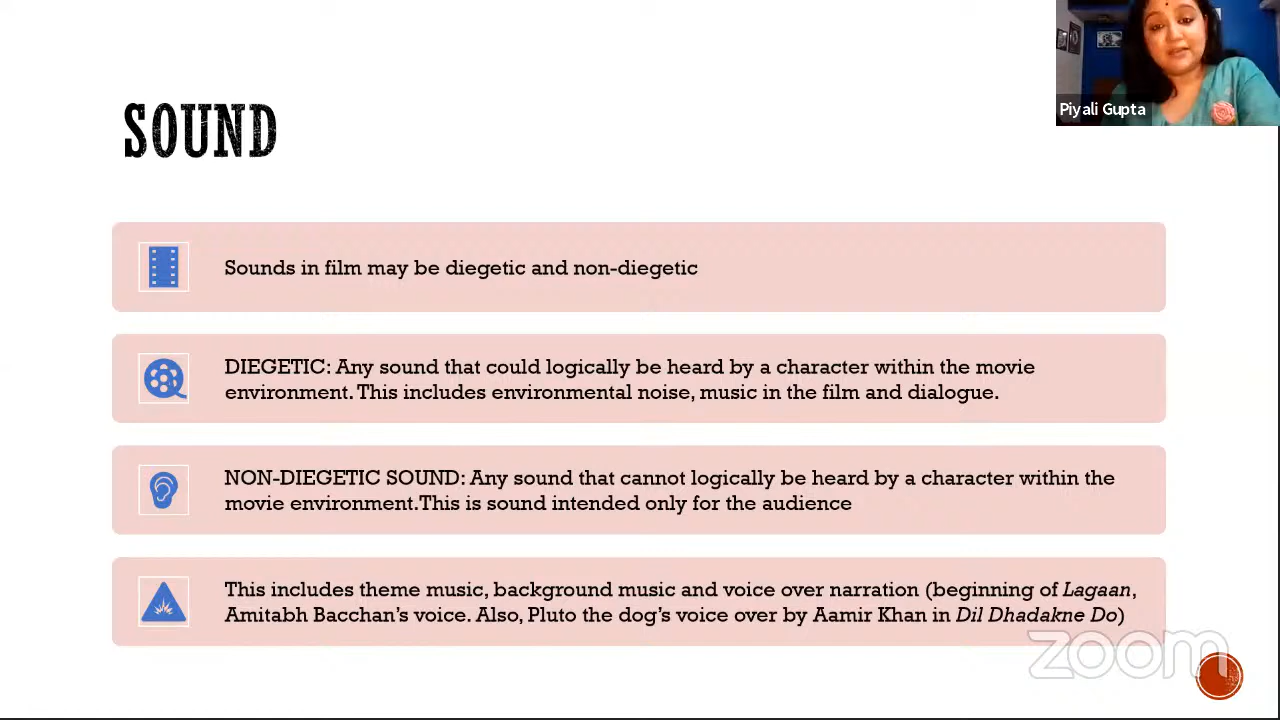 Piyali Gupta
SOUND
Sounds in film may be diegetic and non-diegetic
DIEGETIC: Any sound that could logically be heard by a character within the movie
environment. This includes environmental noise, music in the film and dialogue.
NON-DIEGETIC SOUND: Any sound that cannot logically be heard by a character within the
movie environment.This is sound intended only for the audience
This includes theme music, background music and voice over narration (beginning of Lagaan,
Amitabh Bacchan’s voice. Also, Pluto the dog’s voice over by Aamir Khan in Dil Dhadakne Do)
zoom